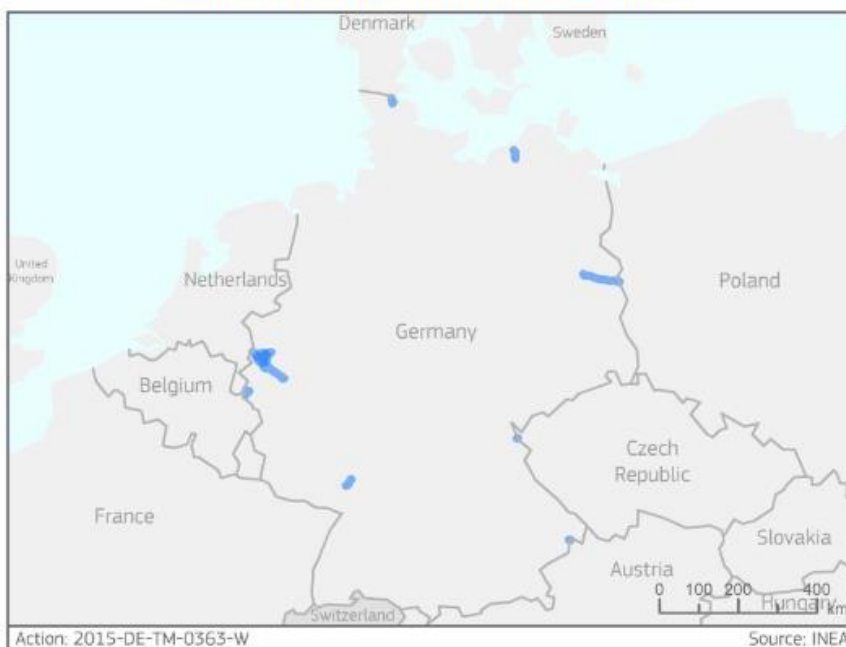 Denmark
Sweden
United
Kingdom
Netherlands
Poland
Germany
Belgium
Czech
Republic
France
Slovakia
Austria
0 100 200 400
km
Hungary
Switzerland
Action: 2015-DE-TM-0363-W
Source: INEA